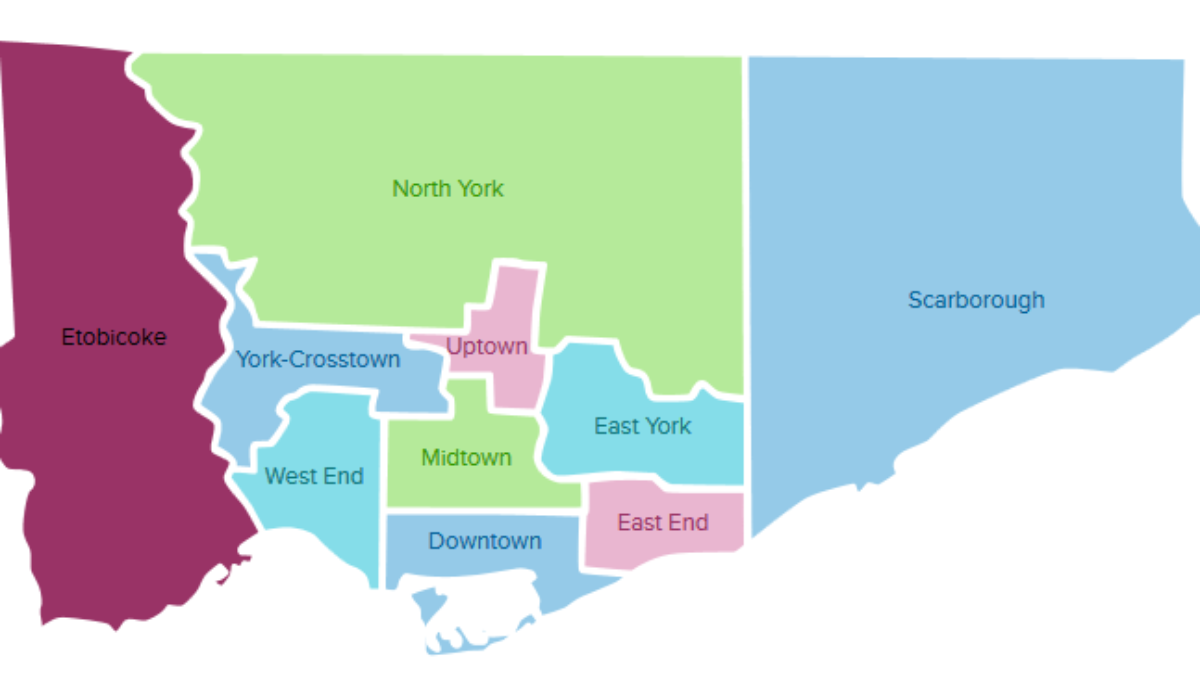 North York
Scarborough
Etobicoke
Uptown
York-Crosstown
East York
Midtown
West End
East End
Downtown